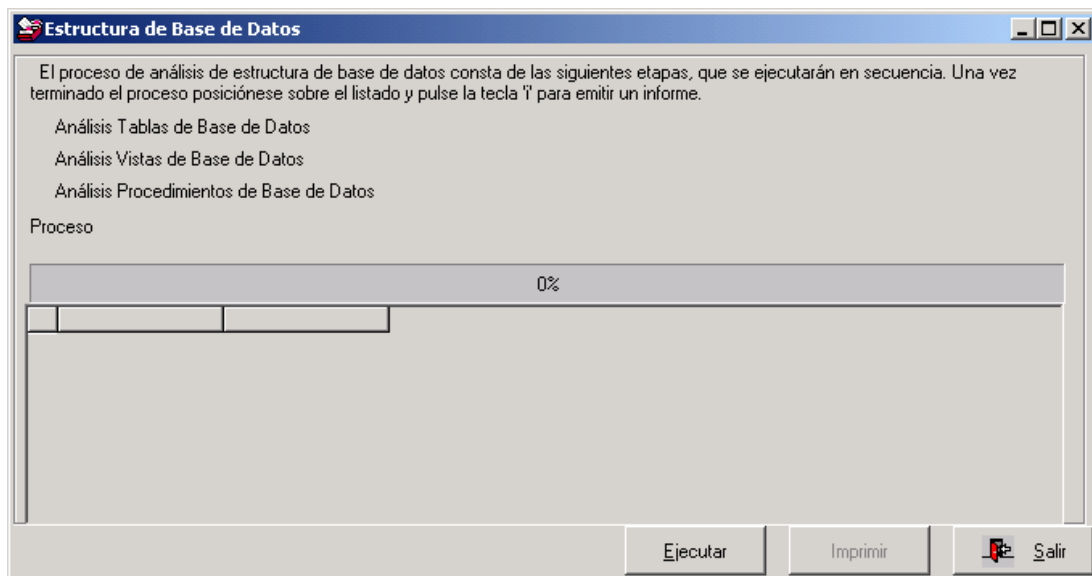 Estructura de Base de Datos
El proceso de análisis de estructura de base de datos consta de las siguientes etapas, que se ejecutarán en secuencia. Una vez
terminado el proceso posiciónese sobre el listado y pulse la tecla 'i' para emitir un informe.
Análisis Tablas de Base de Datos
Análisis Vistas de Base de Datos
Análisis Procedimientos de Base de Datos
Proceso
0%
Ejecutar Imprimir Salir